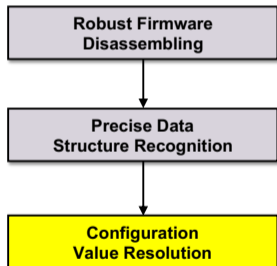 Robust Firmware
Disassembling
Precise Data
Structure Recognition
Configuration
Value Resolution